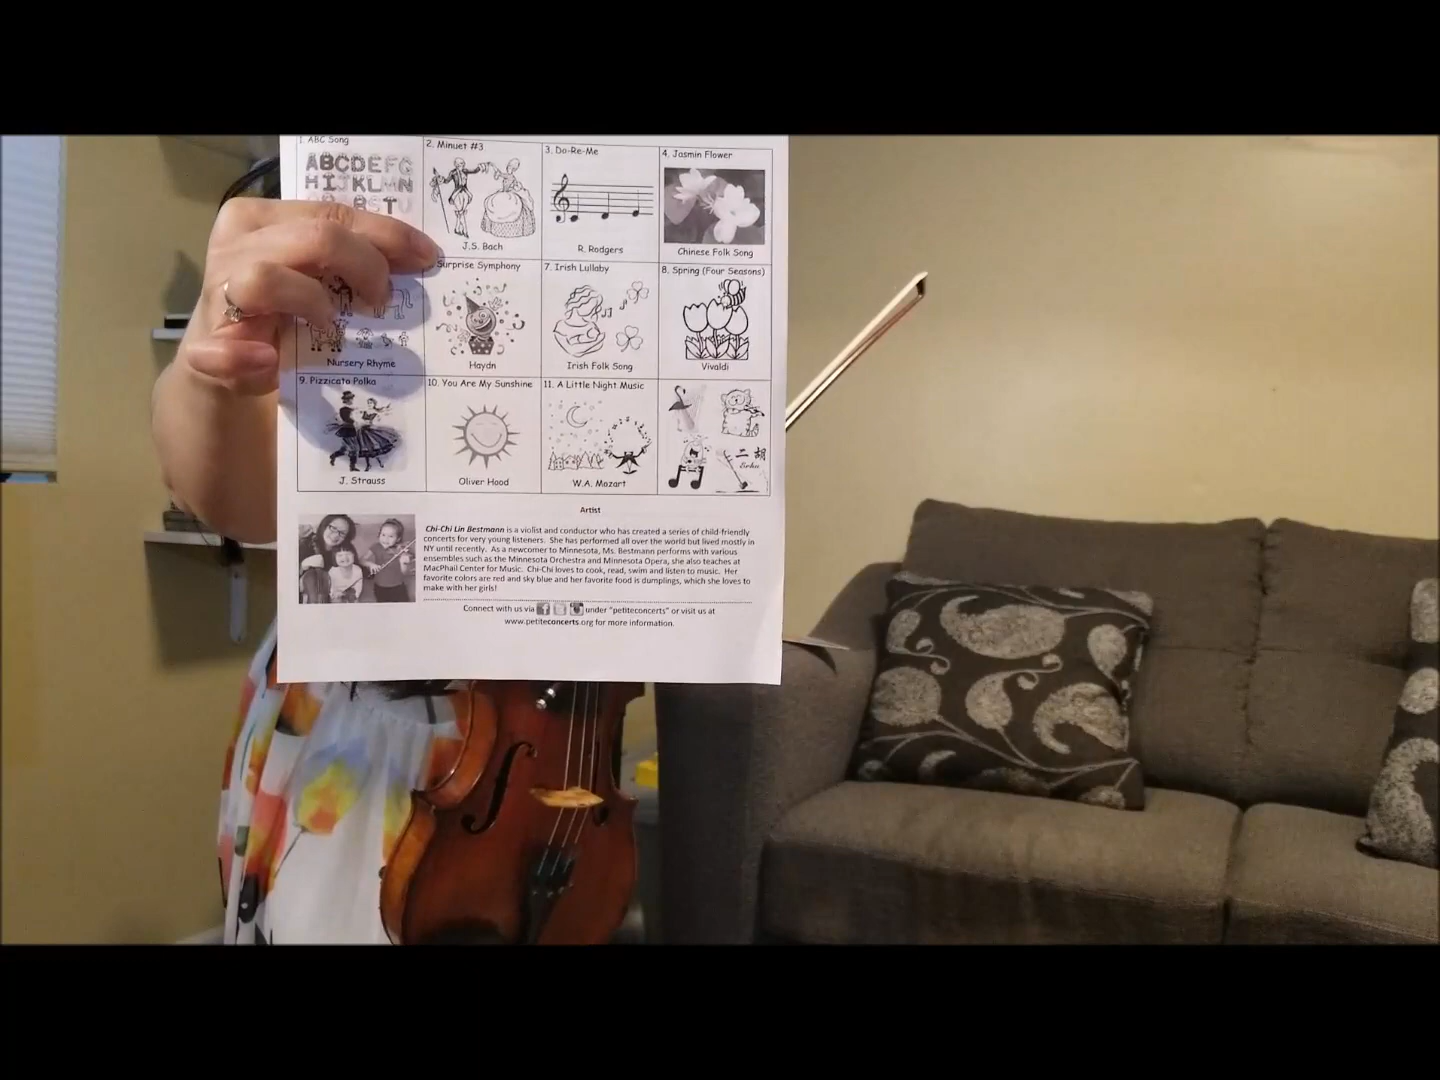 1. ABC Song
2. Minuet #3
3. Do-Re-Me
4. Jasmin Flower
ABCDEFG
HIJKLMN
J.S. Bach
R. Rodgers
Chinese Folk Song
Surprise Symphony
7. Irish Lullaby
8. Spring (Four Seasons)
Nursery Rhyme
Haydn
Irish Folk Song
Vivaldi
9. Pizzicato Polka
10. You Are My Sunshine
11. A Little Night Music
二胡
Erhu
J. Strauss
Oliver Hood
W.A. Mozart
Artist
Chi-Chi Lin Bestmann is a violist and conductor who has created a series of child-friendly
concerts for very young listeners. She has performed all over the world but lived mostly in
NY until recently. As a newcomer to Minnesota, Ms. Bestmann performs with various
ensembles such as the Minnesota Orchestra and Minnesota Opera, she also teaches at
MacPhail Center for Music. Chi-Chi loves to cook, read, swim and listen to music. Her
favorite colors are red and sky blue and her favorite food is dumplings, which she loves to
make with her girls!
Connect with us via under "petiteconcerts" or visit us at
www.petiteconcerts.org for more information.